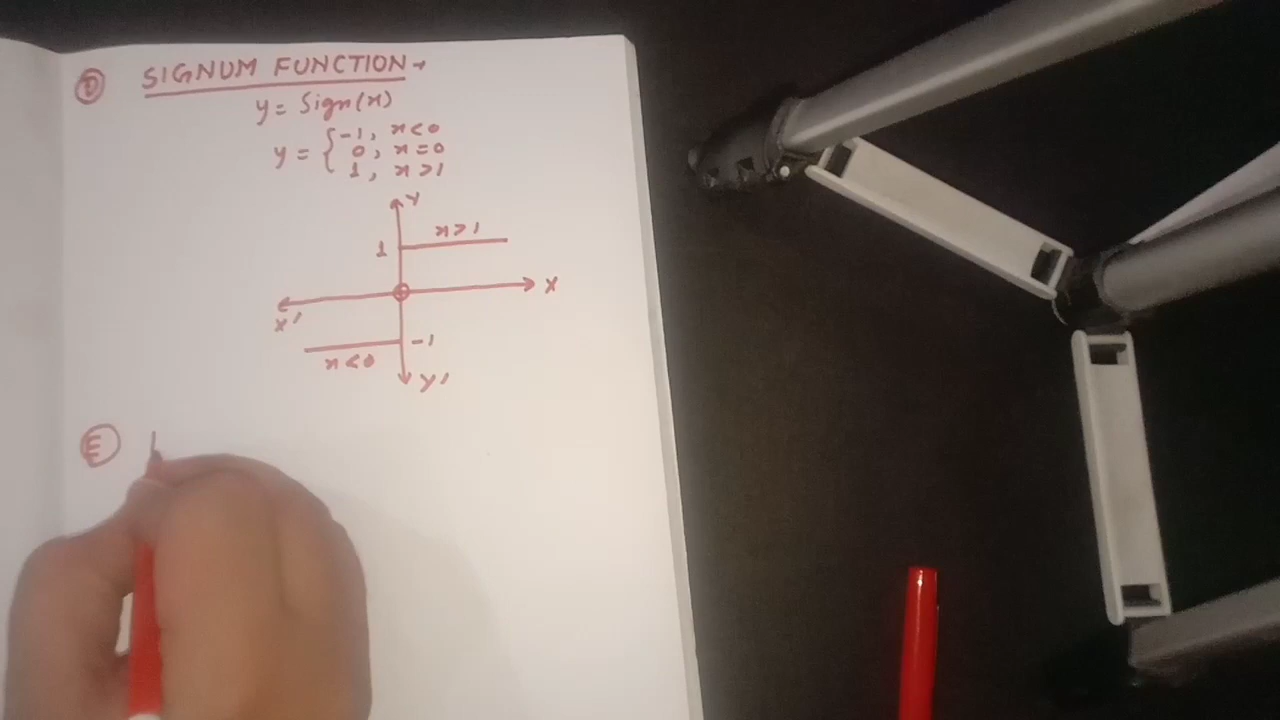 D SIGNUM FUNCTION →
y = Sign(x)
y = { -1, x<0
0, x=0
1, x>1
Y
x>1
1
X
X'
-1
x<0
Y'
E